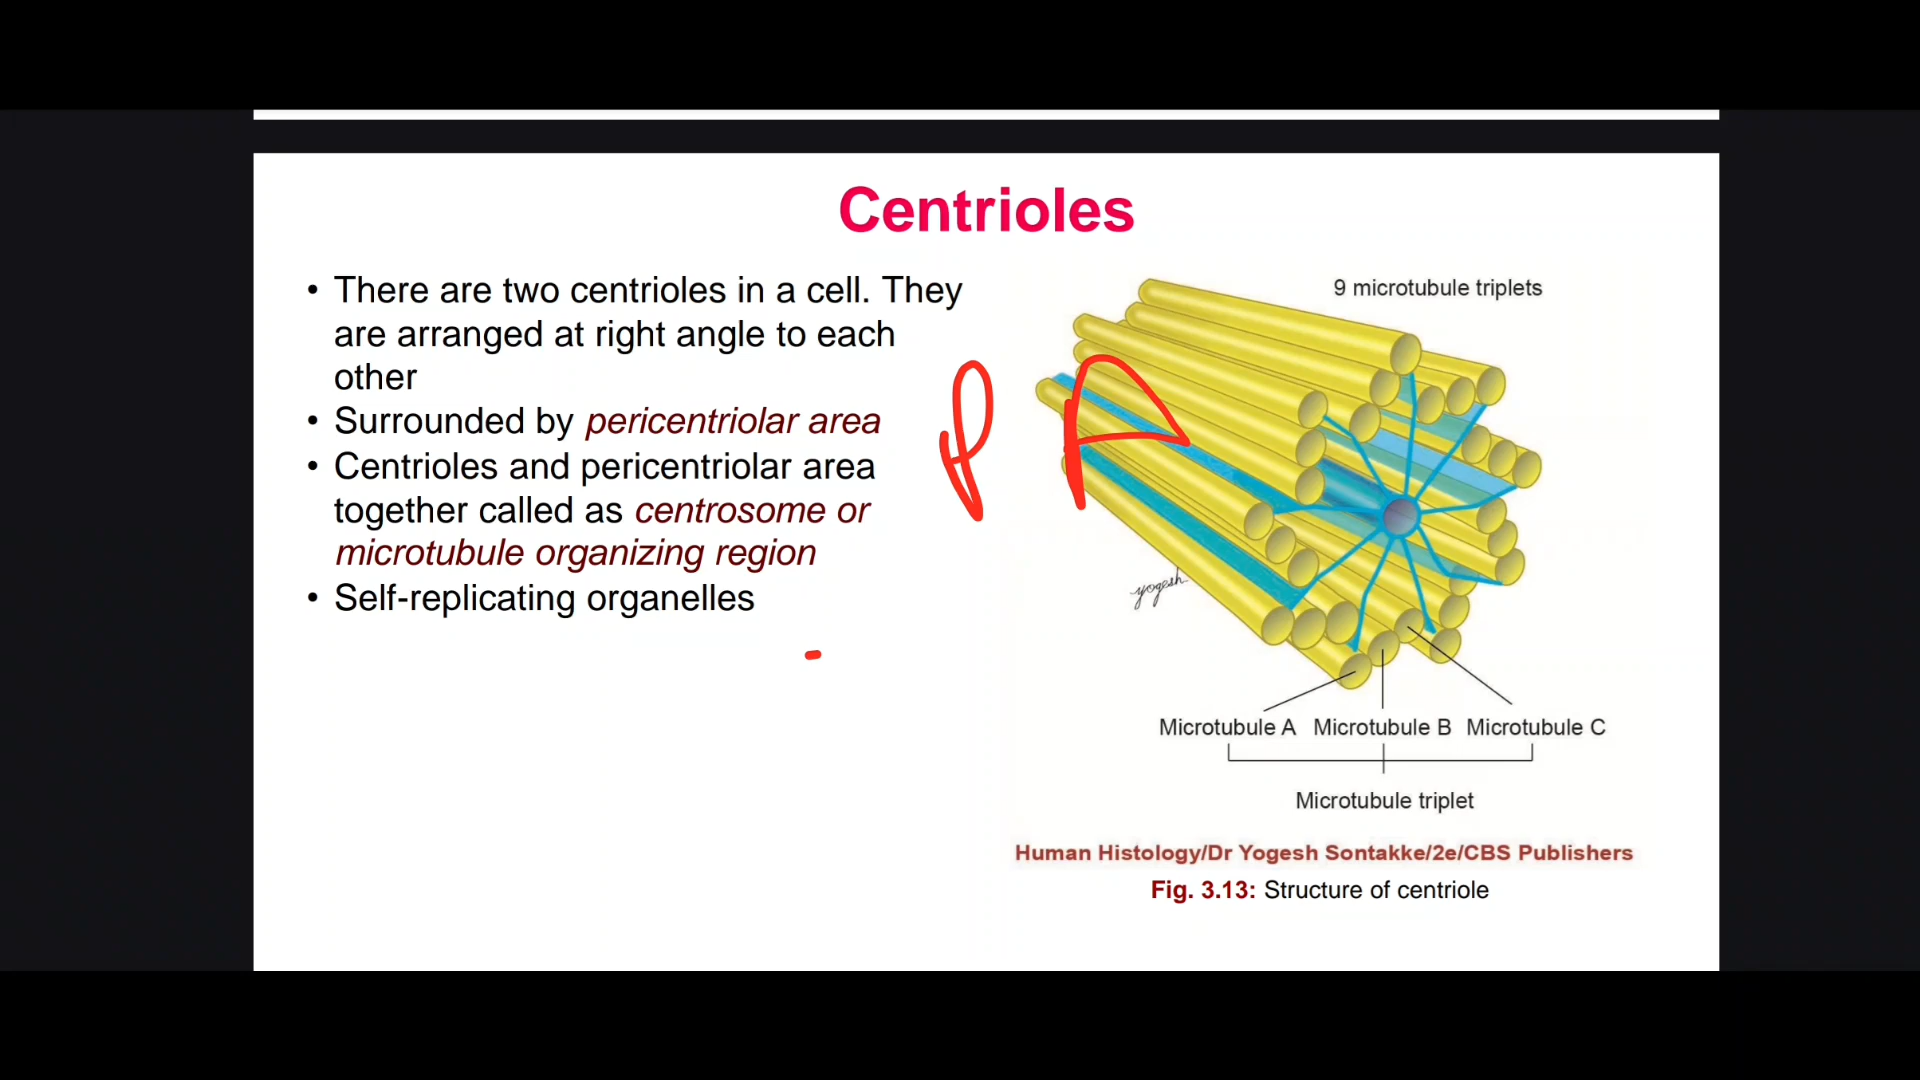 Centrioles
• There are two centrioles in a cell. They
are arranged at right angle to each
other
• Surrounded by pericentriolar area
• Centrioles and pericentriolar area
together called as centrosome or
microtubule organizing region
• Self-replicating organelles
9 microtubule triplets
P A
yogesh
Microtubule A Microtubule B Microtubule C
Microtubule triplet
Human Histology/Dr Yogesh Sontakke/2e/CBS Publishers
Fig. 3.13: Structure of centriole